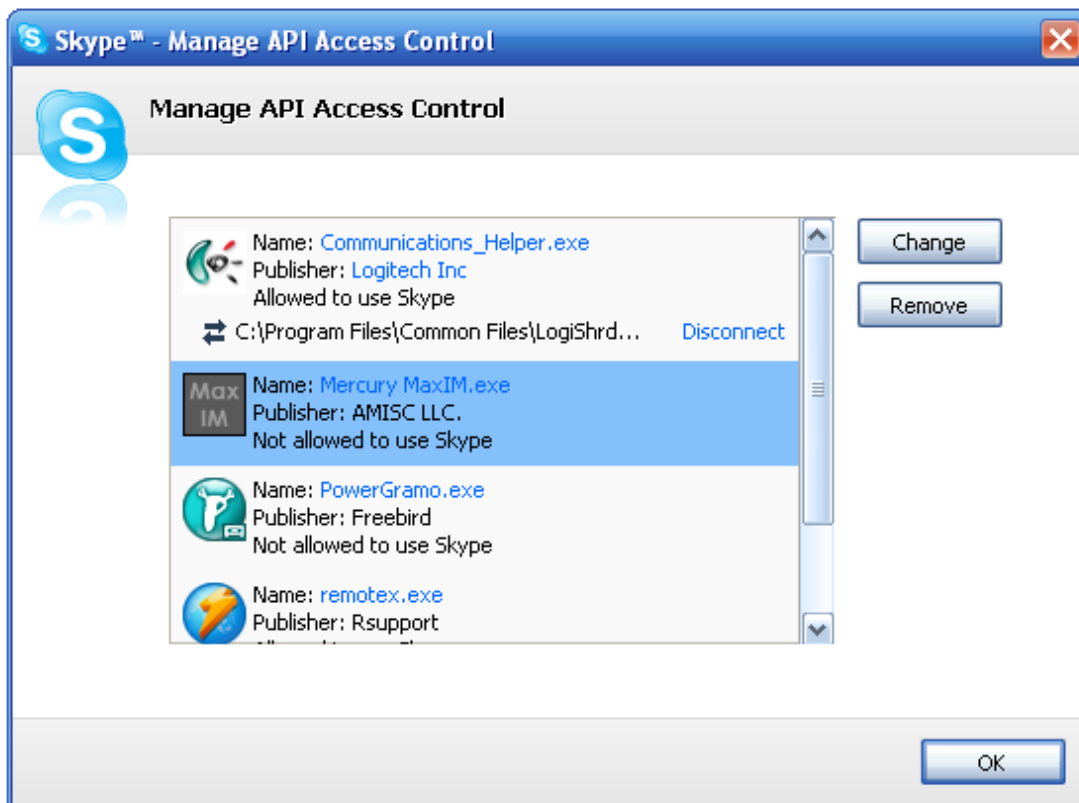 Skype™ - Manage API Access Control
Manage API Access Control
Name: Communications_Helper.exe
Publisher: Logitech Inc
Allowed to use Skype
C:\Program Files\Common Files\LogiShrd... Disconnect
Max
IM
Name: Mercury MaxIM.exe
Publisher: AMISC LLC.
Not allowed to use Skype
Name: PowerGramo.exe
Publisher: Freebird
Not allowed to use Skype
Name: remotex.exe
Publisher: Rsupport
Change
Remove
OK